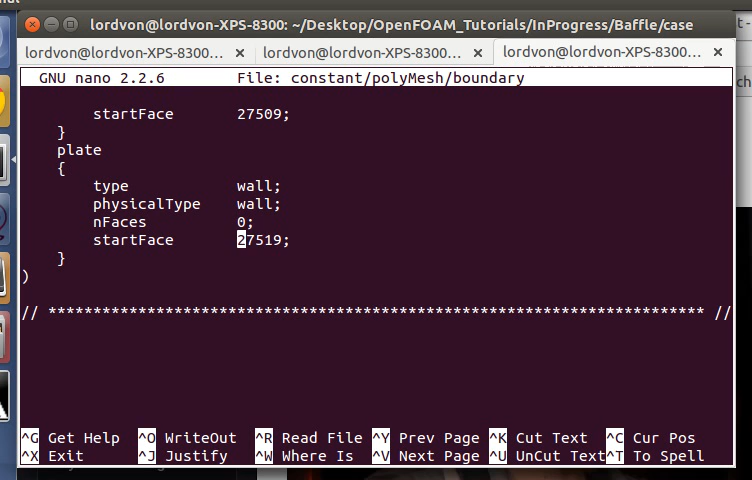 lordvon@lordvon-XPS-8300: ~/Desktop/OpenFOAM_Tutorials/InProgress/Baffle/case
lordvon@lordvon-XPS-8300... × lordvon@lordvon-XPS-8300... × lordvon@lordvon-XPS-8300... ×
GNU nano 2.2.6 File: constant/polyMesh/boundary
startFace 27509;
}
plate
{
type wall;
physicalType wall;
nFaces 0;
startFace 27519;
}
)
// ************************************************************************* //
^G Get Help ^O WriteOut ^R Read File ^Y Prev Page ^K Cut Text ^C Cur Pos
^X Exit ^J Justify ^W Where Is ^V Next Page ^U UnCut Text ^T To Spell